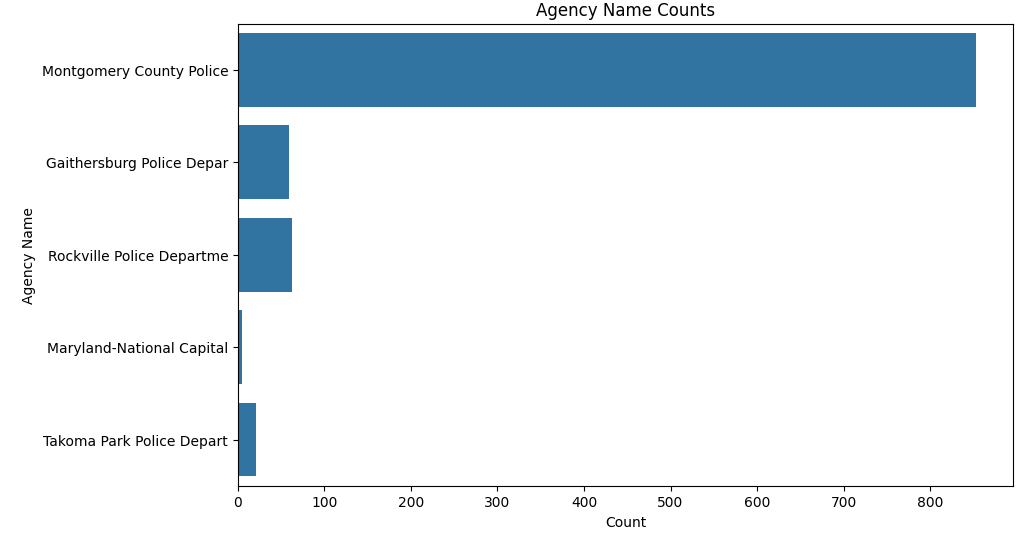 Agency Name Counts
Montgomery County Police
Gaithersburg Police Depar
Rockville Police Departme
Maryland-National Capital
Takoma Park Police Depart
Agency Name
0 100 200 300 400 500 600 700 800
Count